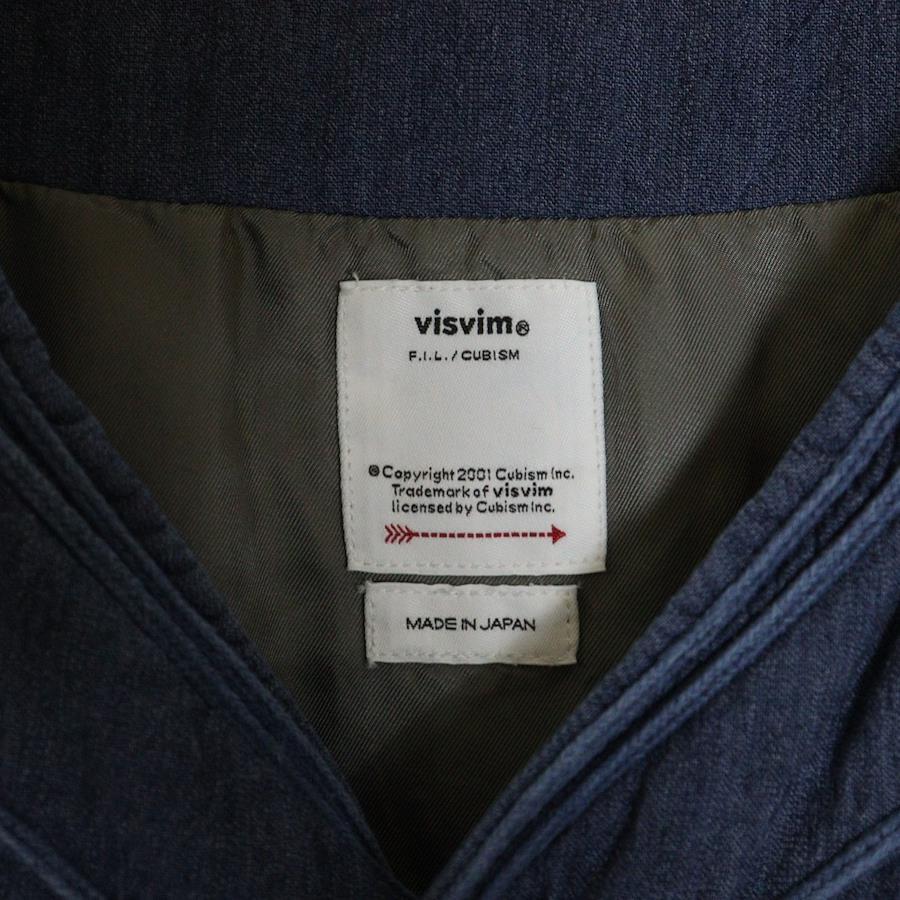 visvim®
F.I.L./CUBISM
©Copyright 2001 Cubism Inc.
Trademark of visvim
licensed by Cubism Inc.
MADE IN JAPAN